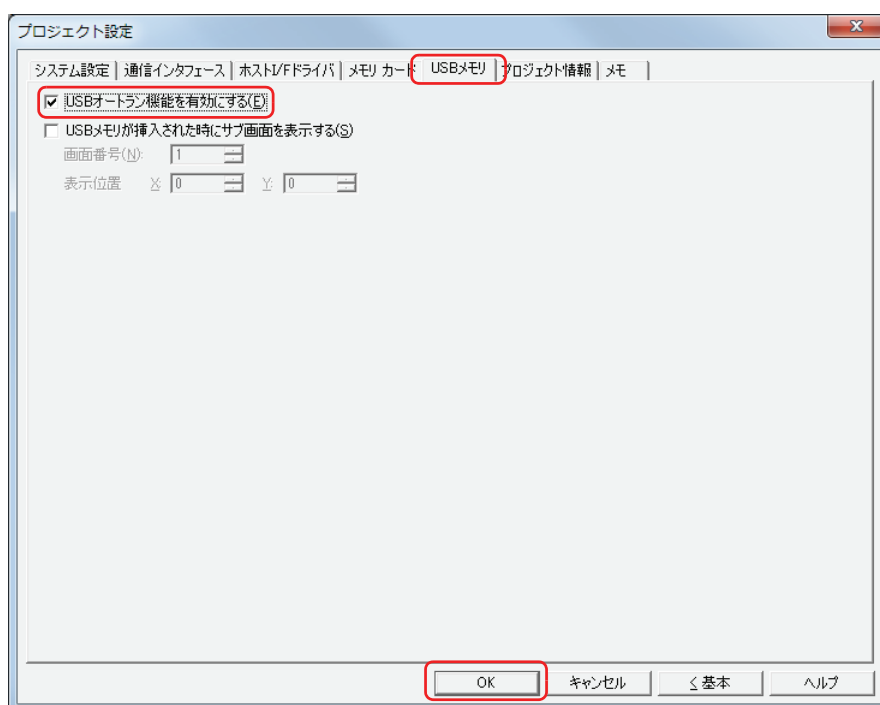 プロジェクト設定
システム設定 通信インタフェース ホストI/Fドライバ メモリ カード USBメモリ プロジェクト情報 メモ
USBオートラン機能を有効にする(E)
USBメモリが挿入された時にサブ画面を表示する(S)
画面番号(N): 1
表示位置 X: 0 Y: 0
OK キャンセル <基本 ヘルプ